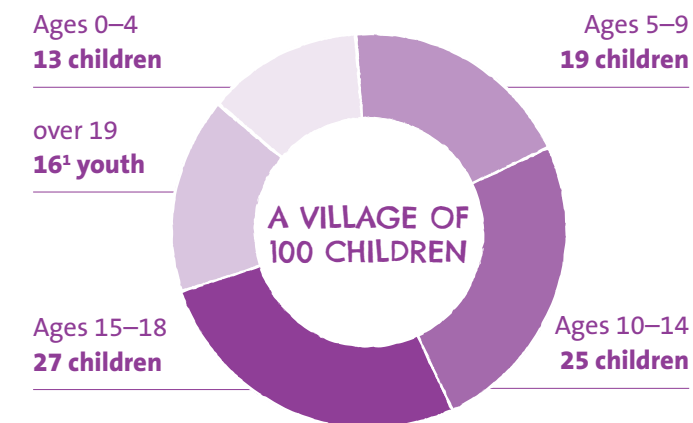 Ages 0–4
13 children
Ages 5–9
19 children
over 19
16¹ youth
A VILLAGE OF
100 CHILDREN
Ages 15–18
27 children
Ages 10–14
25 children